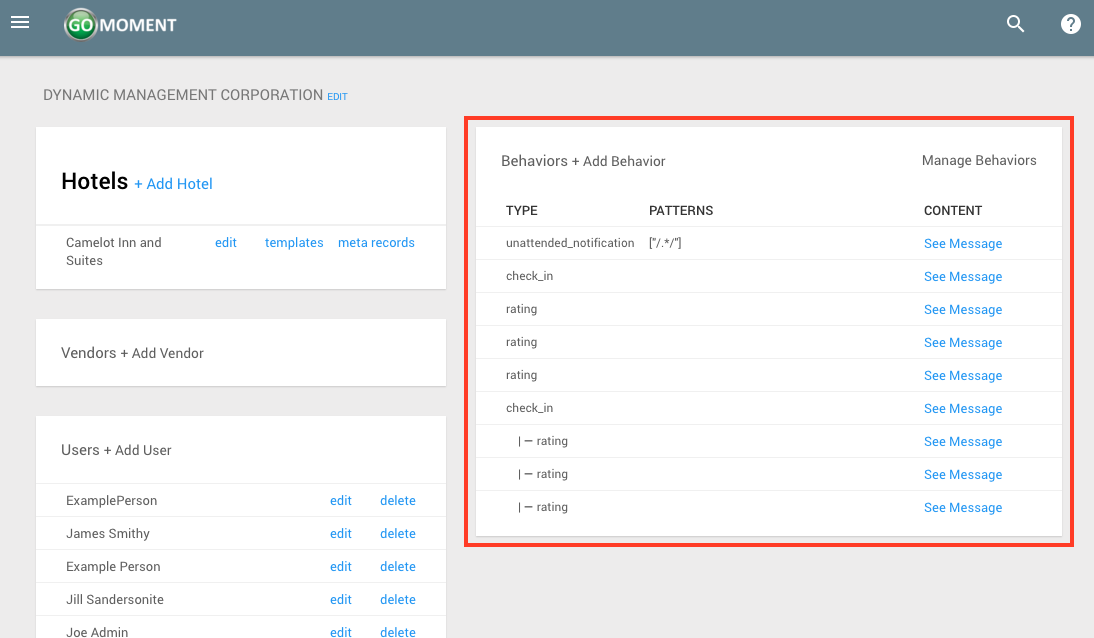 GO MOMENT
?
DYNAMIC MANAGEMENT CORPORATION EDIT
Hotels + Add Hotel
Camelot Inn and Suites edit templates meta records
Vendors + Add Vendor
Users + Add User
ExamplePerson edit delete
James Smithy edit delete
Example Person edit delete
Jill Sandersonite edit delete
Joe Admin edit delete
Behaviors + Add Behavior Manage Behaviors
TYPE PATTERNS CONTENT
unattended_notification ["/.*/"] See Message
check_in See Message
rating See Message
rating See Message
rating See Message
check_in See Message
| — rating See Message
| — rating See Message
| — rating See Message